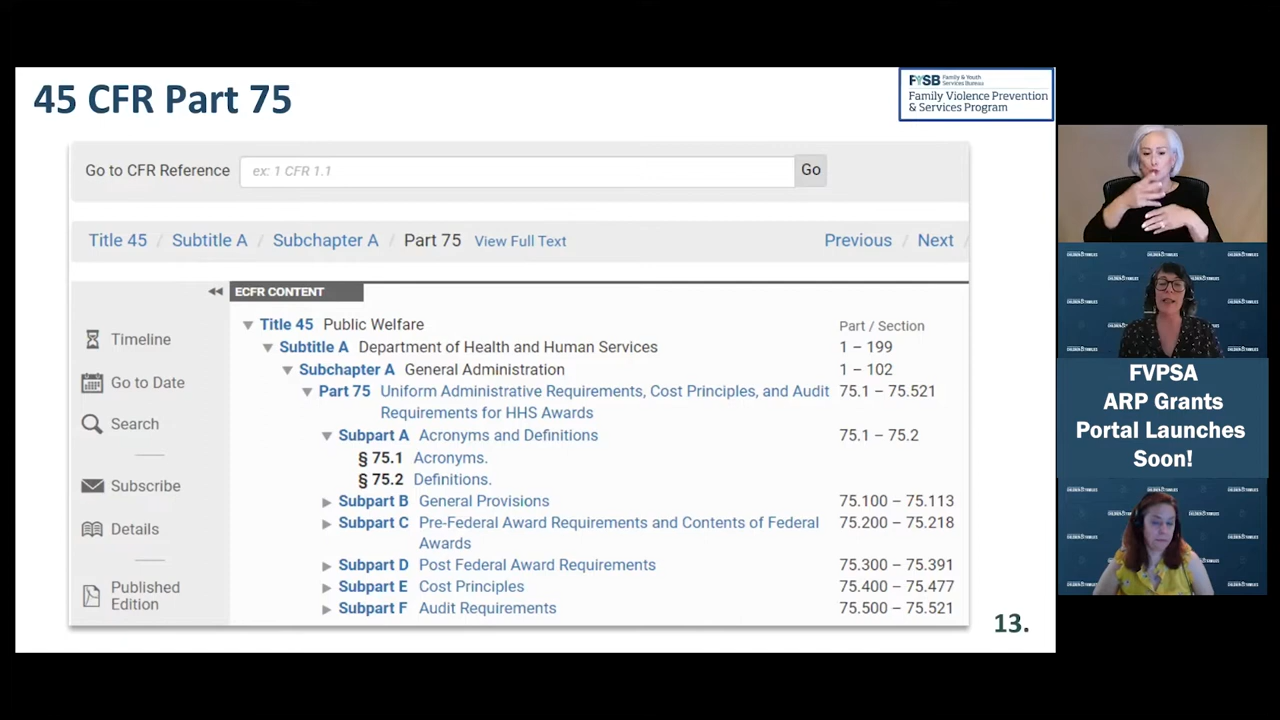 45 CFR Part 75
FYSB Family & Youth
Services Bureau
Family Violence Prevention
& Services Program
Go to CFR Reference ex: 1 CFR 1.1 Go
Title 45 / Subtitle A / Subchapter A / Part 75 View Full Text Previous / Next /
ECFR CONTENT
Timeline
Go to Date
Search
Subscribe
Details
Published
Edition
Title 45 Public Welfare Part / Section
Subtitle A Department of Health and Human Services 1 – 199
Subchapter A General Administration 1 – 102
Part 75 Uniform Administrative Requirements, Cost Principles, and Audit 75.1 – 75.521
Requirements for HHS Awards
Subpart A Acronyms and Definitions 75.1 – 75.2
§ 75.1 Acronyms.
§ 75.2 Definitions.
Subpart B General Provisions 75.100 – 75.113
Subpart C Pre-Federal Award Requirements and Contents of Federal 75.200 – 75.218
Awards
Subpart D Post Federal Award Requirements 75.300 – 75.391
Subpart E Cost Principles 75.400 – 75.477
Subpart F Audit Requirements 75.500 – 75.521
13.
FVPSA
ARP Grants
Portal Launches
Soon!